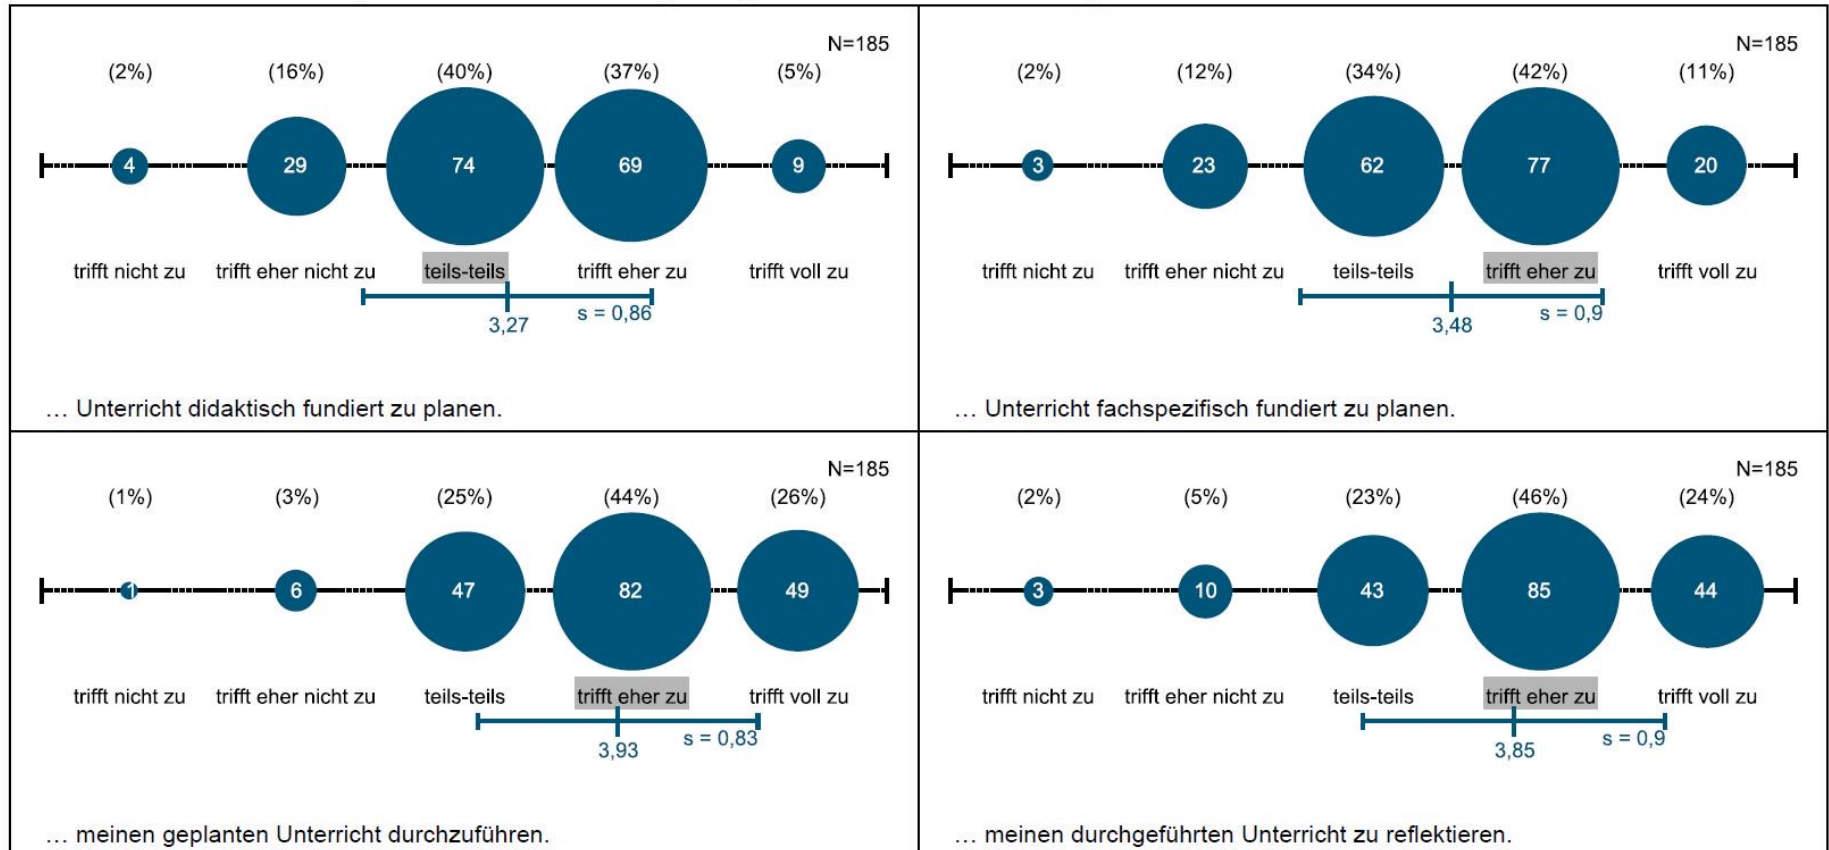 N=185
(2%) (16%) (40%) (37%) (5%)
4 29 74 69 9
trifft nicht zu trifft eher nicht zu teils-teils trifft eher zu trifft voll zu
s = 0,86
3,27
… Unterricht didaktisch fundiert zu planen.
N=185
(2%) (12%) (34%) (42%) (11%)
3 23 62 77 20
trifft nicht zu trifft eher nicht zu teils-teils trifft eher zu trifft voll zu
s = 0,9
3,48
… Unterricht fachspezifisch fundiert zu planen.
N=185
(1%) (3%) (25%) (44%) (26%)
1 6 47 82 49
trifft nicht zu trifft eher nicht zu teils-teils trifft eher zu trifft voll zu
s = 0,83
3,93
… meinen geplanten Unterricht durchzuführen.
N=185
(2%) (5%) (23%) (46%) (24%)
3 10 43 85 44
trifft nicht zu trifft eher nicht zu teils-teils trifft eher zu trifft voll zu
s = 0,9
3,85
… meinen durchgeführten Unterricht zu reflektieren.